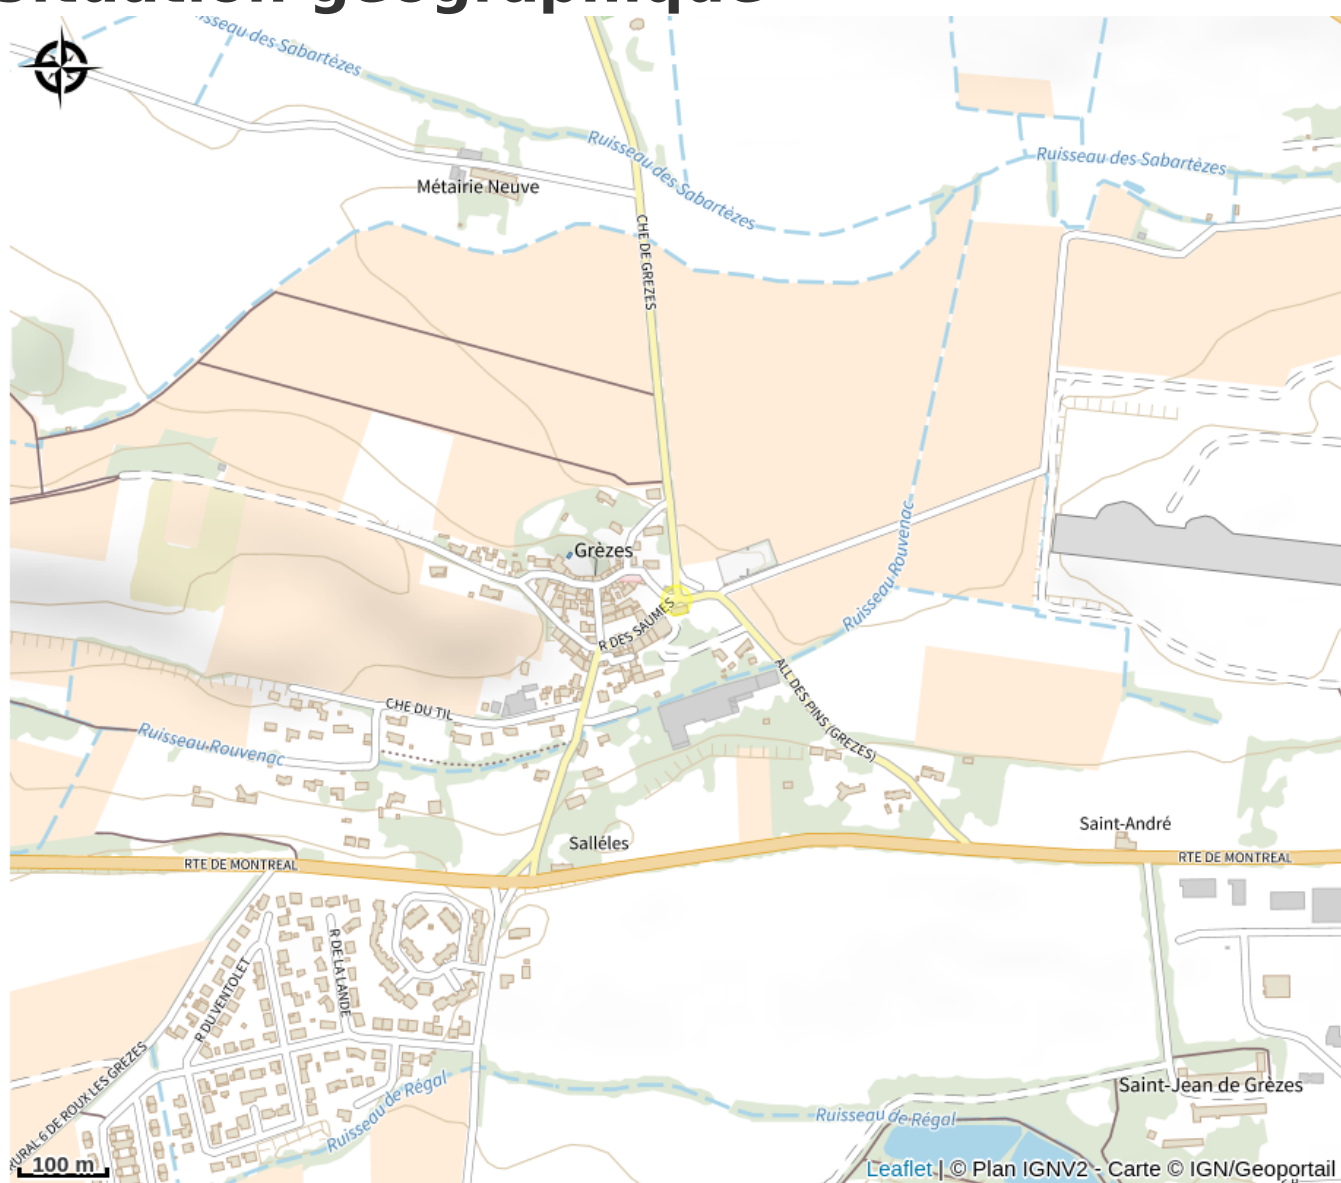 situation géographique
Ruisseau des Sabartèzes
Ruisseau des Sabartèzes
Ruisseau des Sabartèzes
Métairie Neuve
CHE DE GREZES
Ruisseau Rouvenac
Grèzes
R DES SAUMES
ALL DES PINS (GREZES)
CHE DU TIL
Ruisseau Rouvenac
Salléles
Saint-André
RTE DE MONTREAL
RTE DE MONTREAL
R DE LA LANDE
R DU VENTOLET
RURAL 6 DE ROUX LES GREZES
Ruisseau de Régal
Ruisseau de Régal
Saint-Jean de Grèzes
100 m
Leaflet | © Plan IGNV2 - Carte © IGN/Geoportail